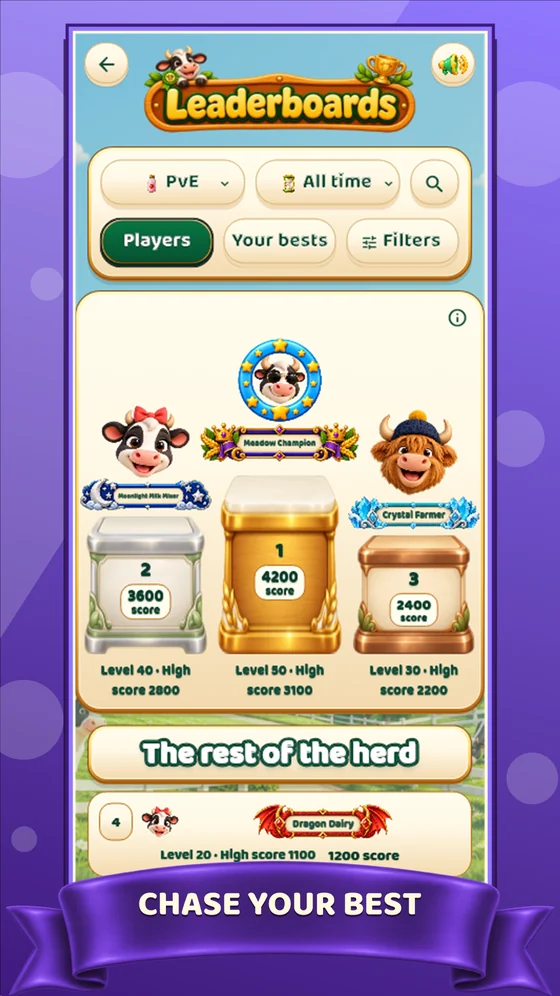 Leaderboards
PvE
All time
Players
Your bests
Filters
Meadow Champion
Moonlight Milk Mixer
Crystal Farmer
1
4200
score
2
3600
score
3
2400
score
Level 40 • High
score 2800
Level 50 • High
score 3100
Level 30 • High
score 2200
The rest of the herd
4
Dragon Dairy
Level 20 • High score 1100 1200 score
CHASE YOUR BEST